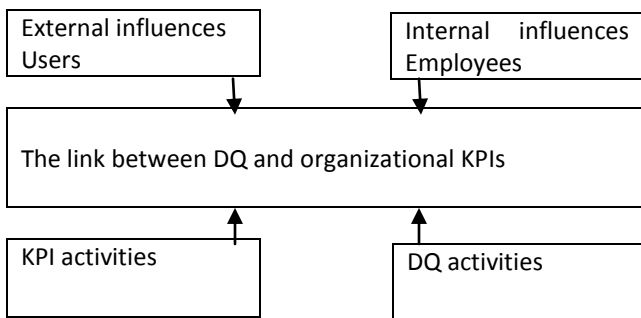 External influences
Users
Internal influences
Employees
The link between DQ and organizational KPIs
KPI activities
DQ activities